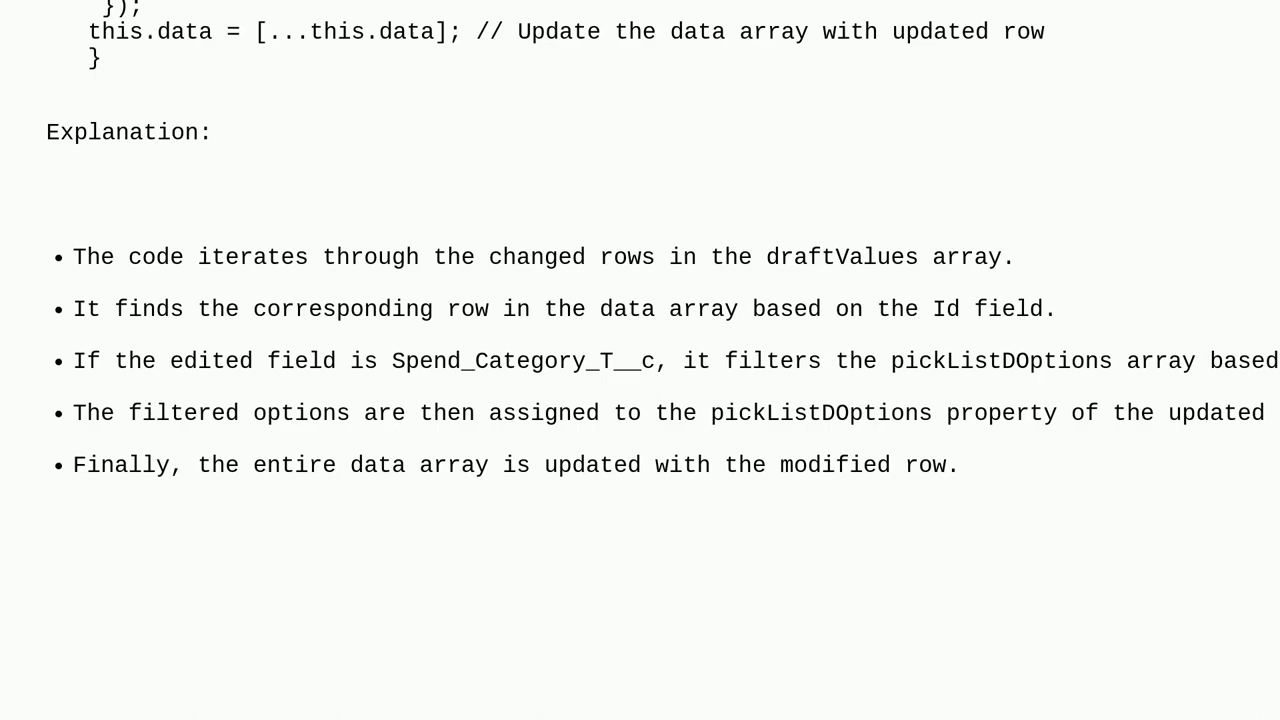 });
this.data = [...this.data]; // Update the data array with updated row
}
Explanation:
• The code iterates through the changed rows in the draftValues array.
• It finds the corresponding row in the data array based on the Id field.
• If the edited field is Spend_Category_T__c, it filters the pickListDOptions array based
• The filtered options are then assigned to the pickListDOptions property of the updated
• Finally, the entire data array is updated with the modified row.